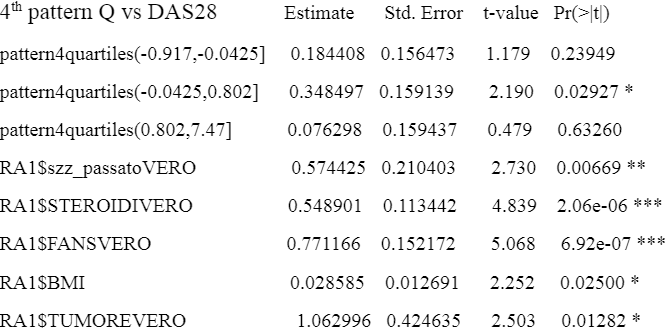 4th pattern Q vs DAS28 Estimate Std. Error t-value Pr(>|t|)
pattern4quartiles(-0.917,-0.0425] 0.184408 0.156473 1.179 0.23949
pattern4quartiles(-0.0425,0.802] 0.348497 0.159139 2.190 0.02927 *
pattern4quartiles(0.802,7.47] 0.076298 0.159437 0.479 0.63260
RA1$szz_passatoVERO 0.574425 0.210403 2.730 0.00669 **
RA1$STEROIDIVERO 0.548901 0.113442 4.839 2.06e-06 ***
RA1$FANSVERO 0.771166 0.152172 5.068 6.92e-07 ***
RA1$BMI 0.028585 0.012691 2.252 0.02500 *
RA1$TUMOREVERO 1.062996 0.424635 2.503 0.01282 *